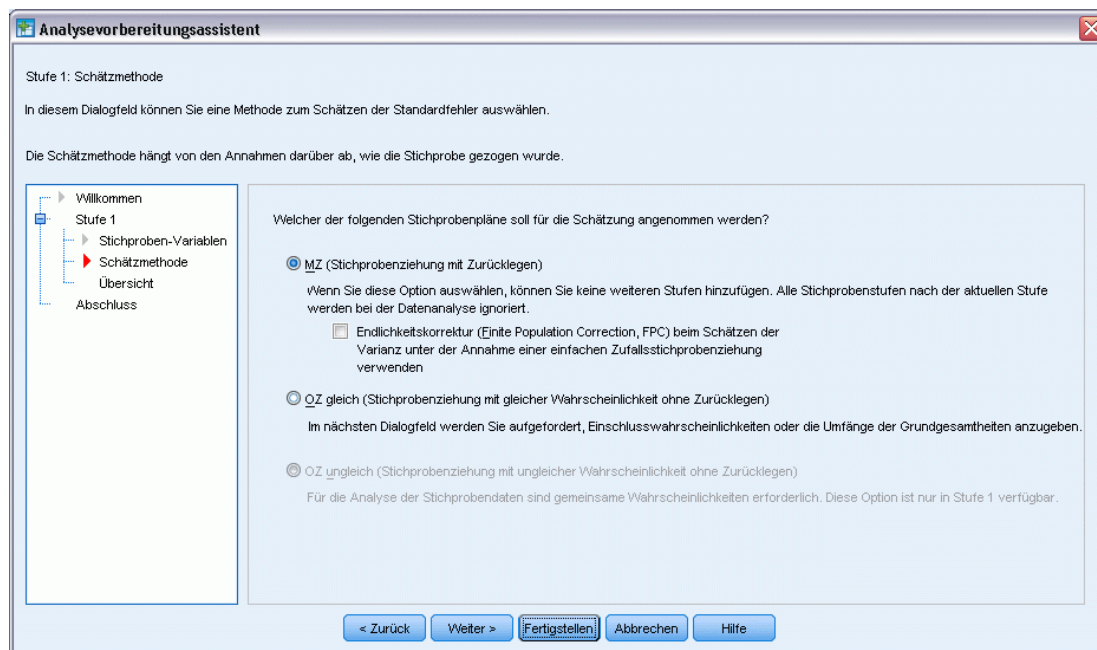 Analysevorbereitungsassistent
Stufe 1: Schätzmethode
In diesem Dialogfeld können Sie eine Methode zum Schätzen der Standardfehler auswählen.
Die Schätzmethode hängt von den Annahmen darüber ab, wie die Stichprobe gezogen wurde.
Willkommen
Stufe 1
Stichproben-Variablen
Schätzmethode
Übersicht
Abschluss
Welcher der folgenden Stichprobenpläne soll für die Schätzung angenommen werden?
MZ (Stichprobenziehung mit Zurücklegen)
Wenn Sie diese Option auswählen, können Sie keine weiteren Stufen hinzufügen. Alle Stichprobenstufen nach der aktuellen Stufe
werden bei der Datenanalyse ignoriert.
Endlichkeitskorrektur (Finite Population Correction, FPC) beim Schätzen der
Varianz unter der Annahme einer einfachen Zufallsstichprobenziehung
verwenden
OZ gleich (Stichprobenziehung mit gleicher Wahrscheinlichkeit ohne Zurücklegen)
Im nächsten Dialogfeld werden Sie aufgefordert, Einschlusswahrscheinlichkeiten oder die Umfänge der Grundgesamtheiten anzugeben.
OZ ungleich (Stichprobenziehung mit ungleicher Wahrscheinlichkeit ohne Zurücklegen)
Für die Analyse der Stichprobendaten sind gemeinsame Wahrscheinlichkeiten erforderlich. Diese Option ist nur in Stufe 1 verfügbar.
< Zurück
Weiter >
Fertigstellen
Abbrechen
Hilfe